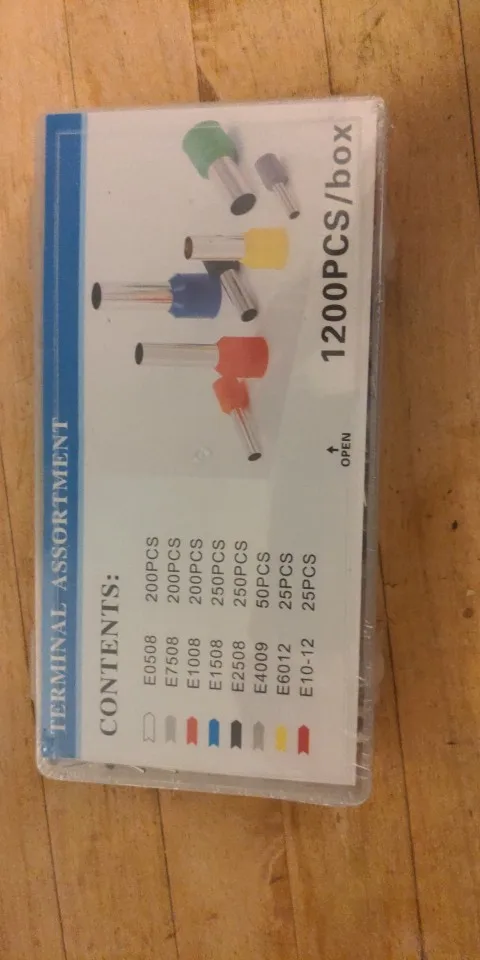 TERMINAL ASSORTMENT
CONTENTS:
E0508 200PCS
E7508 200PCS
E1008 200PCS
E1508 250PCS
E2508 250PCS
E4009 50PCS
E6012 25PCS
E10-12 25PCS
1200PCS/box
OPEN